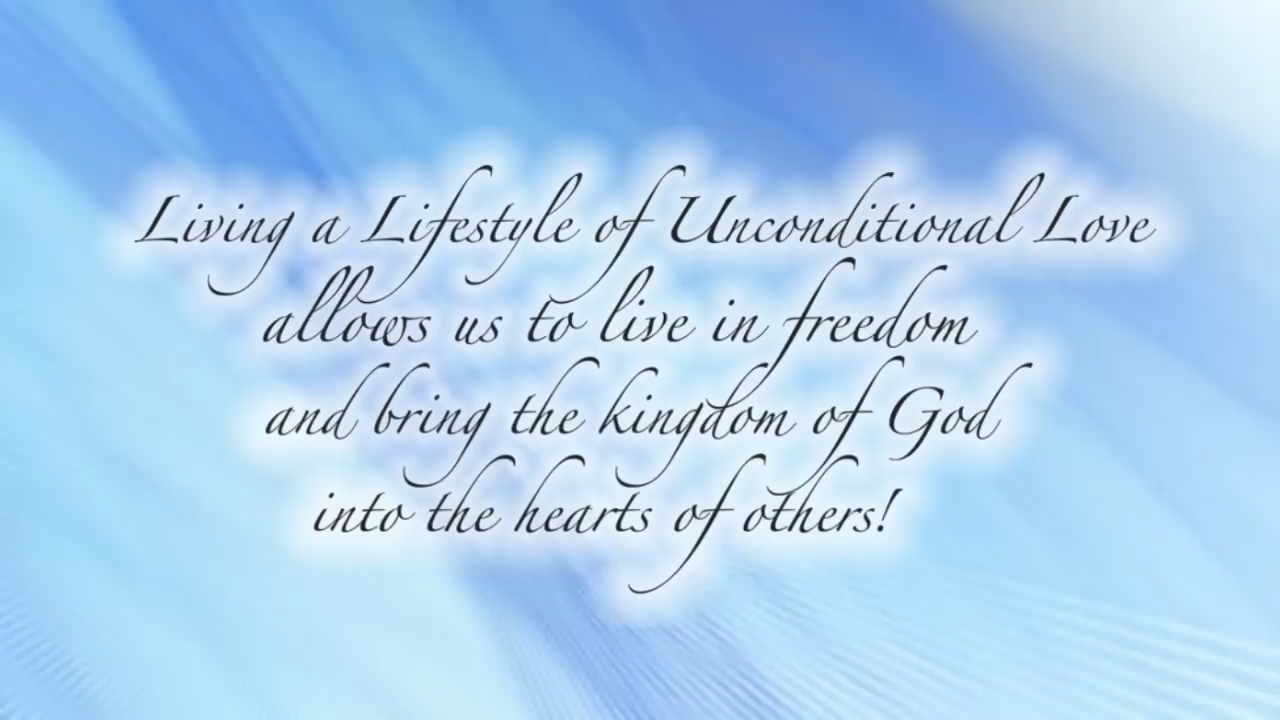 Living a Lifestyle of Unconditional Love
allows us to live in freedom
and bring the kingdom of God
into the hearts of others!